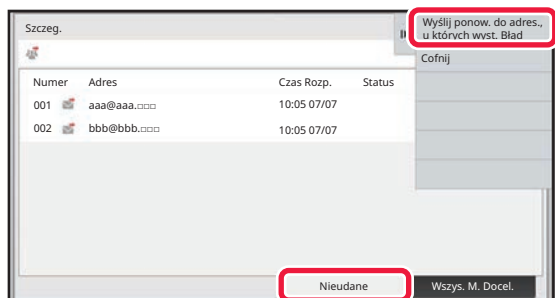 Szczeg.
Wyślij ponow. do adres.,
u których wyst. Bład
Cofnij
Numer Adres Czas Rozp. Status
001 aaa@aaa.□□□ 10:05 07/07
002 bbb@bbb.□□□ 10:05 07/07
Nieudane Wszys. M. Docel.